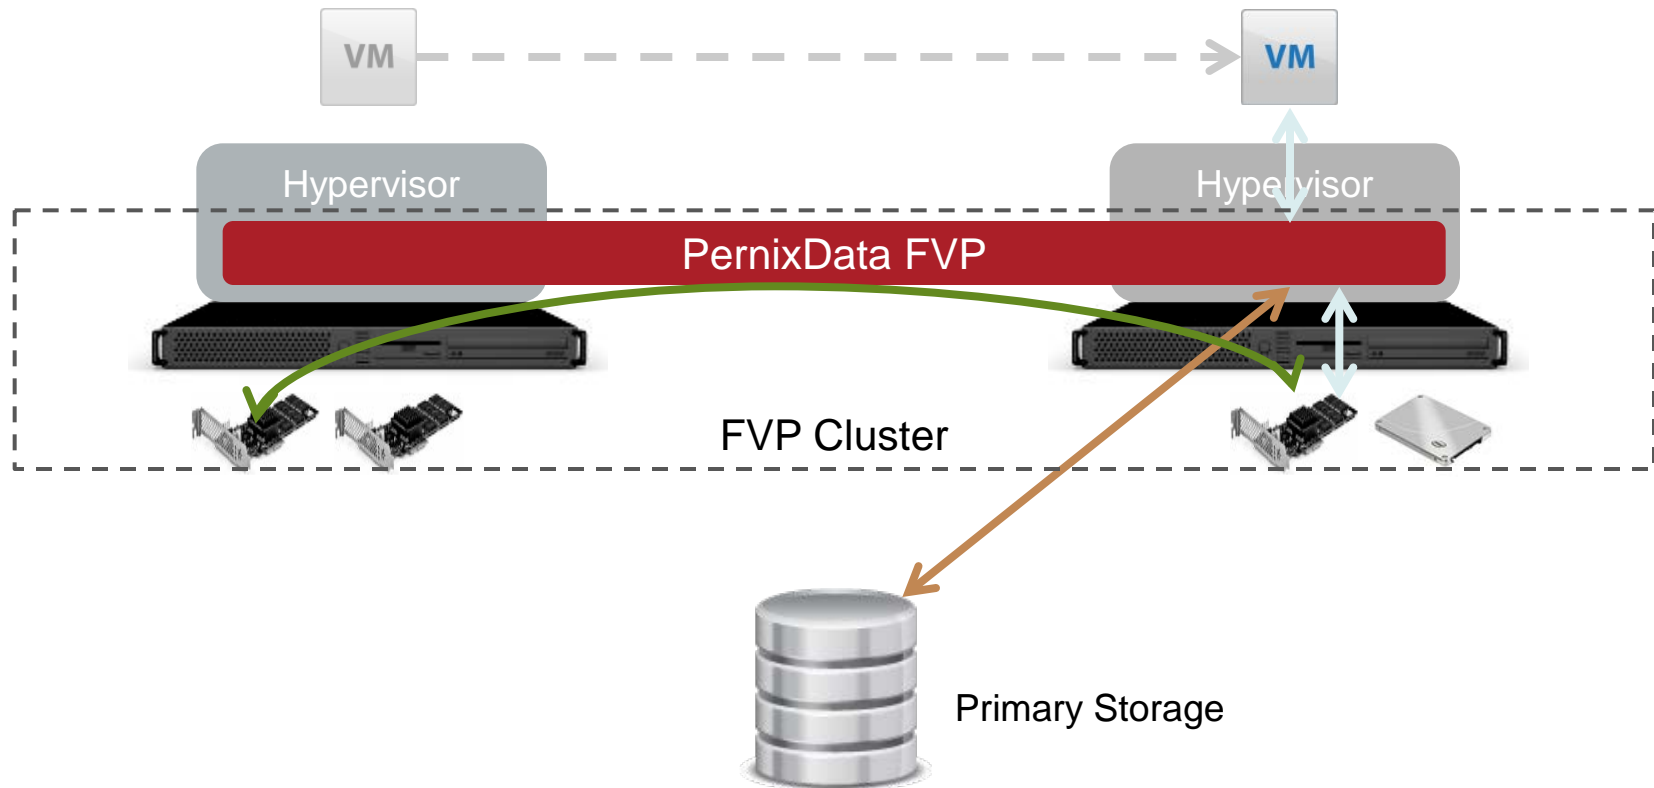 VM
VM
Hypervisor
Hypervisor
PernixData FVP
FVP Cluster
Primary Storage